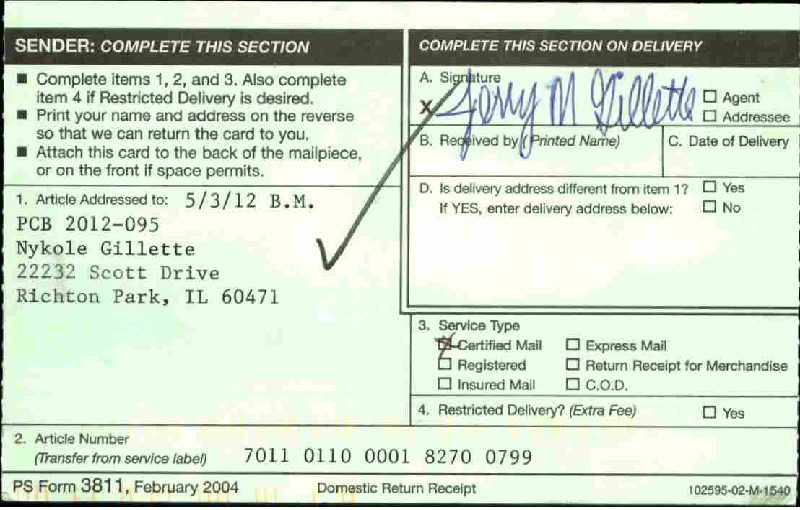 SENDER: COMPLETE THIS SECTION
■ Complete items 1, 2, and 3. Also complete
item 4 if Restricted Delivery is desired.
■ Print your name and address on the reverse
so that we can return the card to you.
■ Attach this card to the back of the mailpiece,
or on the front if space permits.
1. Article Addressed to: 5/3/12 B.M.
PCB 2012-095
Nykole Gillette
22232 Scott Drive
Richton Park, IL 60471
2. Article Number
(Transfer from service label) 7011 0110 0001 8270 0799
COMPLETE THIS SECTION ON DELIVERY
A. Signature
X Jerry M Gillette
☐ Agent
☐ Addressee
B. Received by (Printed Name) C. Date of Delivery
D. Is delivery address different from item 1? ☐ Yes
If YES, enter delivery address below: ☐ No
3. Service Type
☒ Certified Mail ☐ Express Mail
☐ Registered ☐ Return Receipt for Merchandise
☐ Insured Mail ☐ C.O.D.
4. Restricted Delivery? (Extra Fee) ☐ Yes
PS Form 3811, February 2004 Domestic Return Receipt 102595-02-M-1540